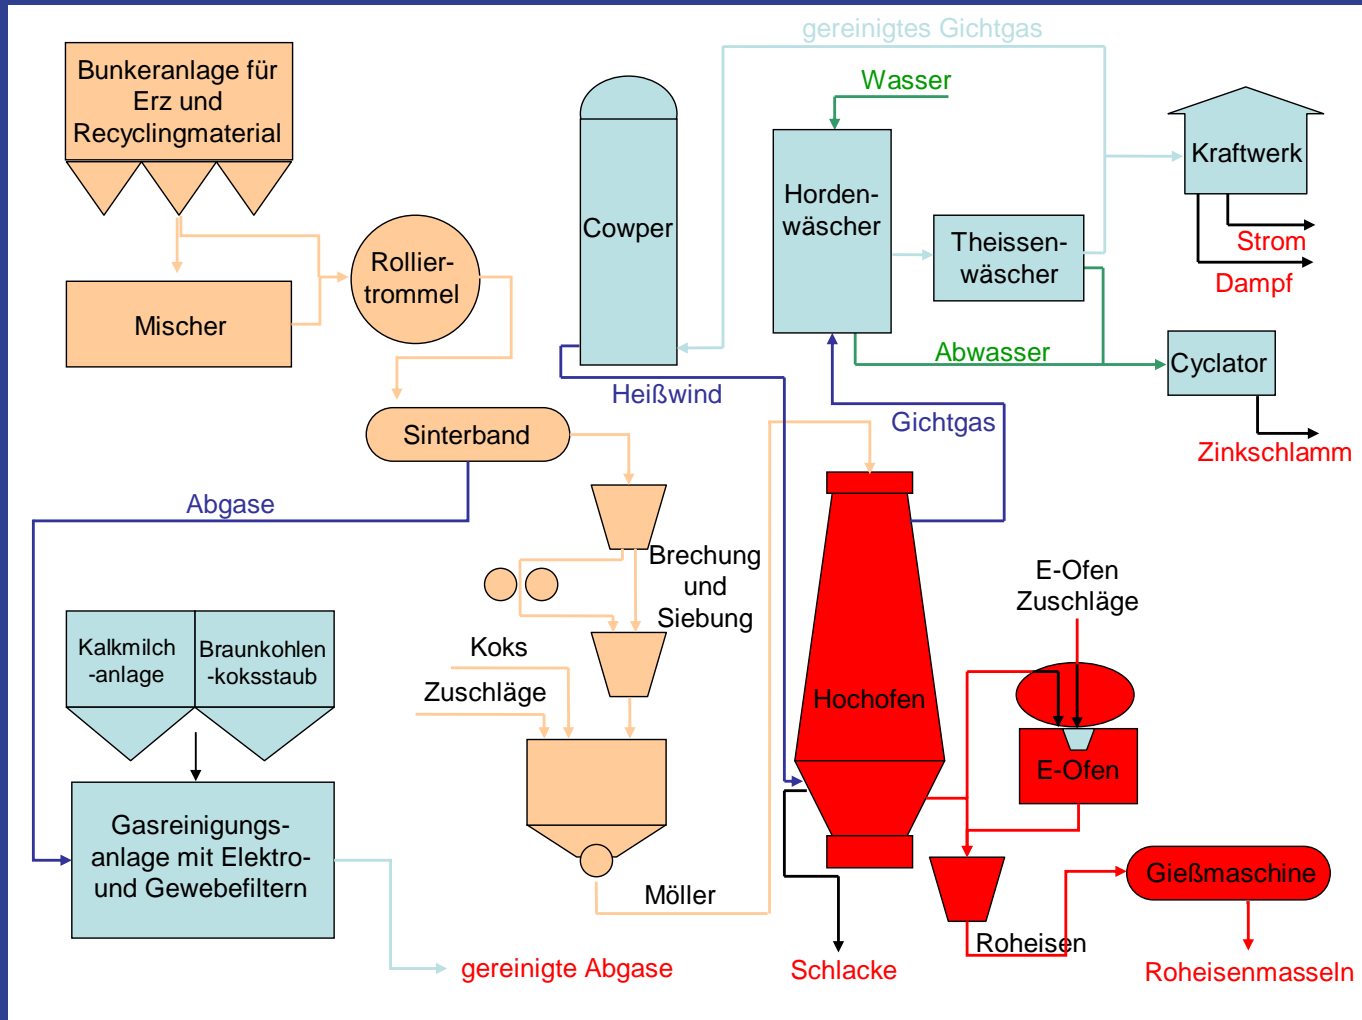 gereinigtes Gichtgas
Bunkeranlage für
Erz und
Recyclingmaterial
Wasser
Kraftwerk
Horden-
wäscher
Cowper
Theissen-
wäscher
Strom
Rollier-
trommel
Dampf
Mischer
Abwasser
Cyclator
Heißwind
Gichtgas
Sinterband
Zinkschlamm
Abgase
Brechung
und
Siebung
E-Ofen
Zuschläge
Kalkmilch
-anlage
Braunkohlen
-koksstaub
Koks
Zuschläge
Hochofen
E-Ofen
Gasreinigungs-
anlage mit Elektro-
und Gewebefiltern
Gießmaschine
Möller
Roheisen
gereinigte Abgase
Schlacke
Roheisenmasseln